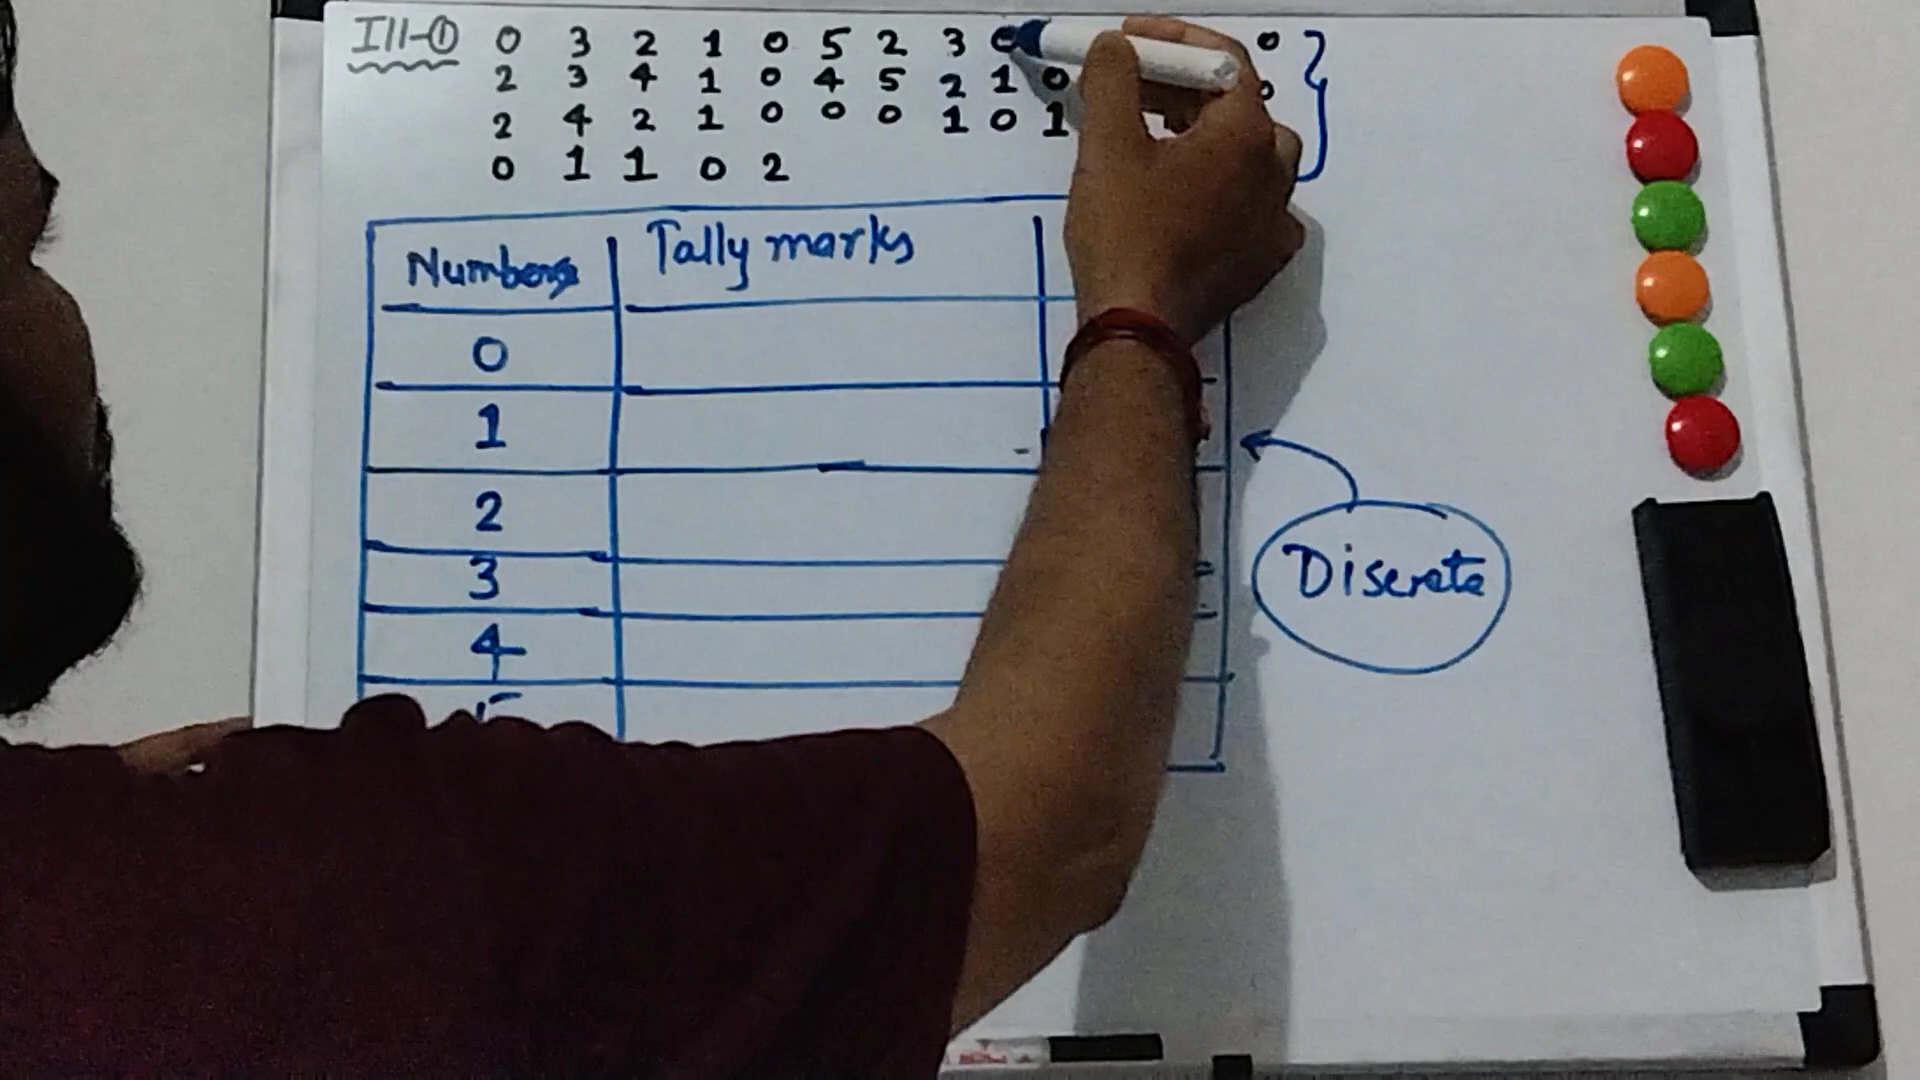 Ill-① 0 3 2 1 0 5 2 3 0
2 3 4 1 0 4 5 2 1 0
2 4 2 1 0 0 0 1 0 1
0 1 1 0 2
Numbers Tally marks
0
1
2
3
4
Discrete